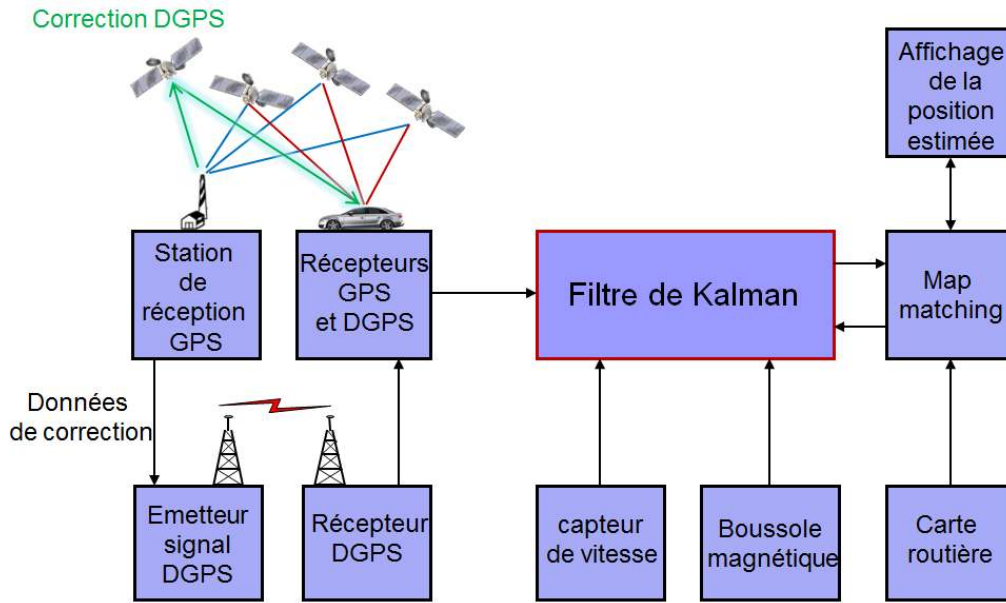 Correction DGPS
Affichage
de la
position
estimée
Station
de
réception
GPS
Récepteurs
GPS
et DGPS
Filtre de Kalman
Map
matching
Données
de correction
Emetteur
signal
DGPS
Récepteur
DGPS
capteur
de vitesse
Boussole
magnétique
Carte
routière